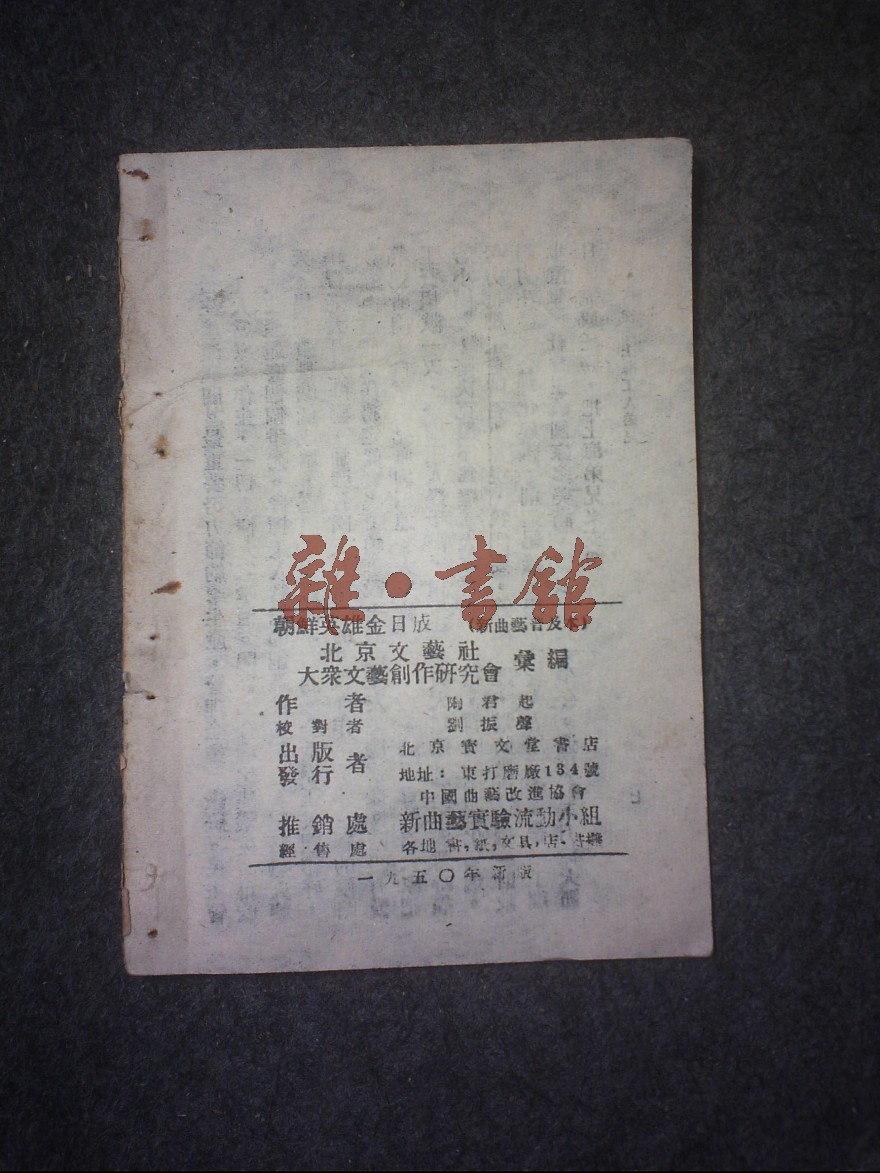 雜·書館
朝鮮英雄金日成 (新曲藝普及本)
北京文藝社
大衆文藝創作研究會 彙編
作者 陶君起
校對者 劉振聲
出版
發行 者 北京寶文堂書店
地址:東打磨廠134號
中國曲藝改進協會
推銷處 新曲藝實驗流動小組
經售處 各地書,紙,文具,店
一九五〇年新版